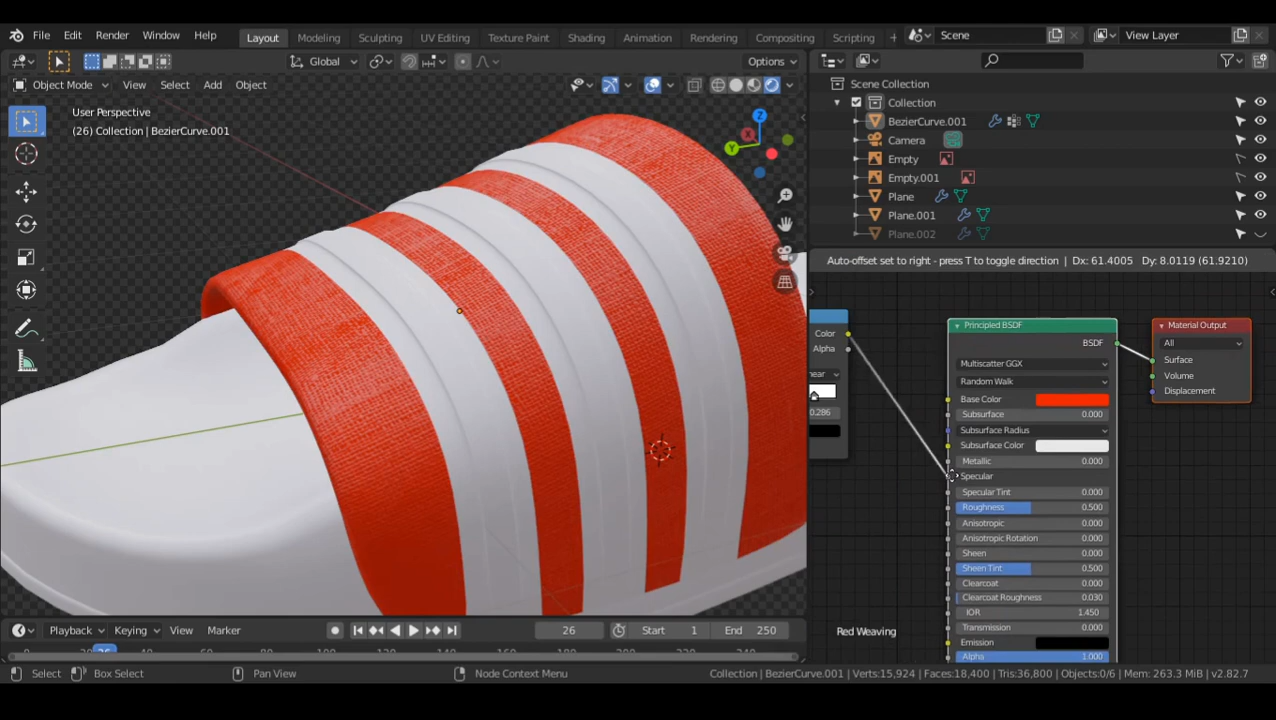 File Edit Render Window Help Layout Modeling Sculpting UV Editing Texture Paint Shading Animation Rendering Compositing Scripting + Scene View Layer
Global Options
Object Mode View Select Add Object
User Perspective
(26) Collection | BezierCurve.001
Z
X
Y
Scene Collection
Collection
BezierCurve.001
Camera
Empty
Empty.001
Plane
Plane.001
Plane.002
Auto-offset set to right - press T to toggle direction | Dx: 61.4005 Dy: 8.0119 (61.9210)
Color
Alpha
near
0.286
Principled BSDF
BSDF
Multiscatter GGX
Random Walk
Base Color
Subsurface 0.000
Subsurface Radius
Subsurface Color
Metallic 0.000
Specular
Specular Tint 0.000
Roughness 0.500
Anisotropic 0.000
Anisotropic Rotation 0.000
Sheen 0.000
Sheen Tint 0.500
Clearcoat 0.000
Clearcoat Roughness 0.030
IOR 1.450
Transmission 0.000
Emission
Alpha 1.000
Material Output
All
Surface
Volume
Displacement
Red Weaving
Playback Keying View Marker 26 Start 1 End 250
26
Select Box Select Pan View Node Context Menu Collection | BezierCurve.001 | Verts:15,924 | Faces:18,400 | Tris:36,800 | Objects:0/6 | Mem: 263.3 MiB | v2.82.7